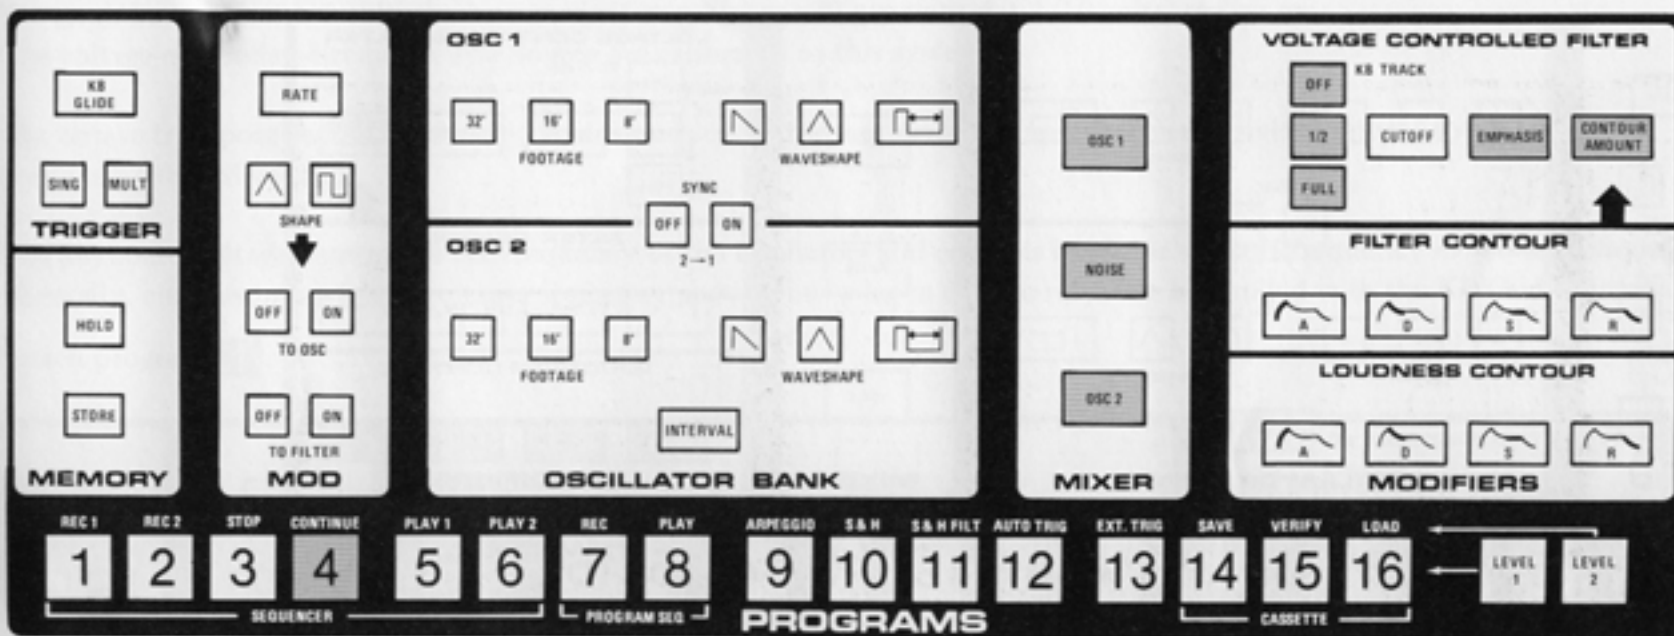 KB
GLIDE
SING
MULT
TRIGGER
HOLD
STORE
MEMORY
RATE
SHAPE
OFF
ON
TO OSC
OFF
ON
TO FILTER
MOD
OSC 1
32'
16'
8'
FOOTAGE
WAVESHAPE
SYNC
OFF
ON
2→1
OSC 2
32'
16'
8'
FOOTAGE
WAVESHAPE
INTERVAL
OSCILLATOR BANK
OSC 1
NOISE
OSC 2
MIXER
VOLTAGE CONTROLLED FILTER
KB TRACK
OFF
1/2
FULL
CUTOFF
EMPHASIS
CONTOUR
AMOUNT
FILTER CONTOUR
A
D
S
R
LOUDNESS CONTOUR
A
D
S
R
MODIFIERS
REC 1
REC 2
STOP
CONTINUE
PLAY 1
PLAY 2
REC
PLAY
ARPEGGIO
S & H
S & H FILT
AUTO TRIG
EXT. TRIG
SAVE
VERIFY
LOAD
1
2
3
4
5
6
7
8
9
10
11
12
13
14
15
16
LEVEL
1
LEVEL
2
SEQUENCER
PROGRAM SEQ
PROGRAMS
CASSETTE